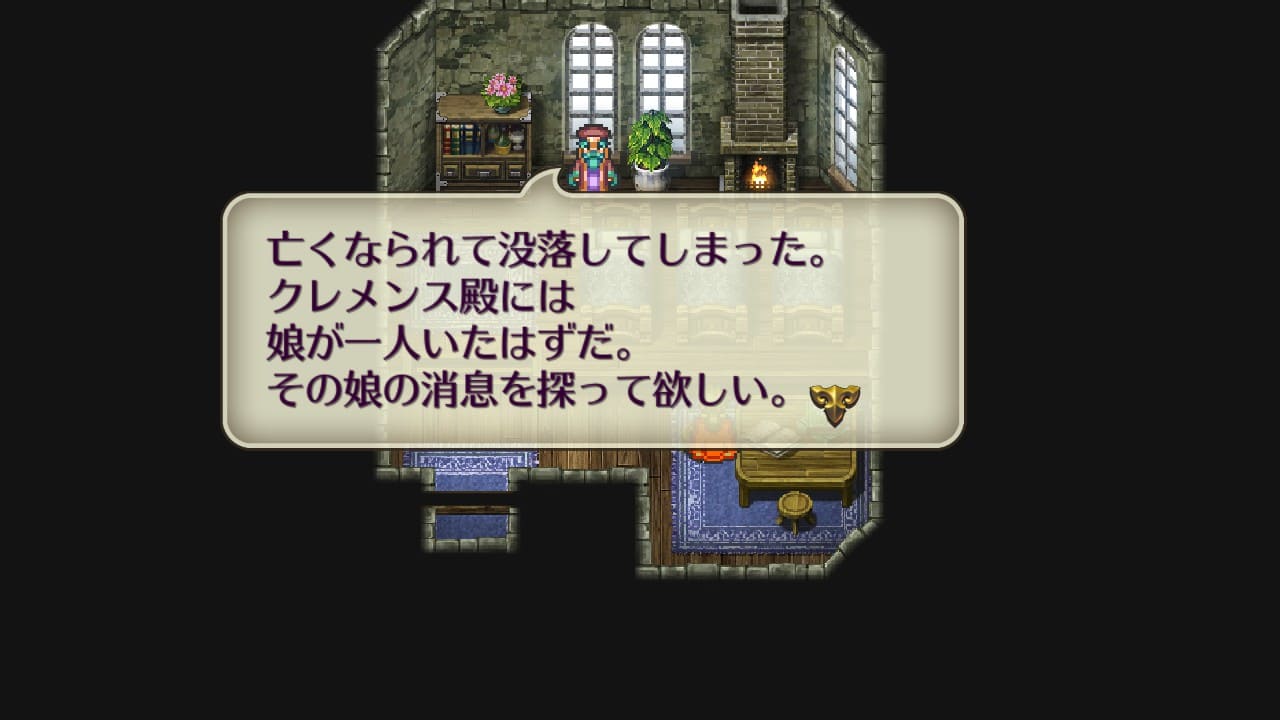 亡くなられて没落してしまった。
クレメンス殿には
娘が一人いたはずだ。
その娘の消息を探って欲しい。